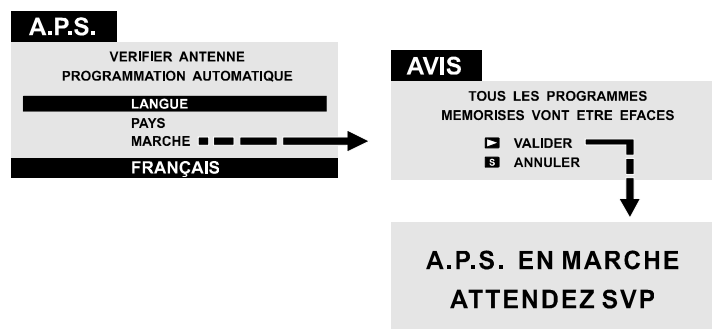 A.P.S.
VERIFIER ANTENNE
PROGRAMMATION AUTOMATIQUE
LANGUE
PAYS
MARCHE
FRANÇAIS
AVIS
TOUS LES PROGRAMMES
MEMORISES VONT ETRE EFACES
VALIDER
S ANNULER
A.P.S. EN MARCHE
ATTENDEZ SVP